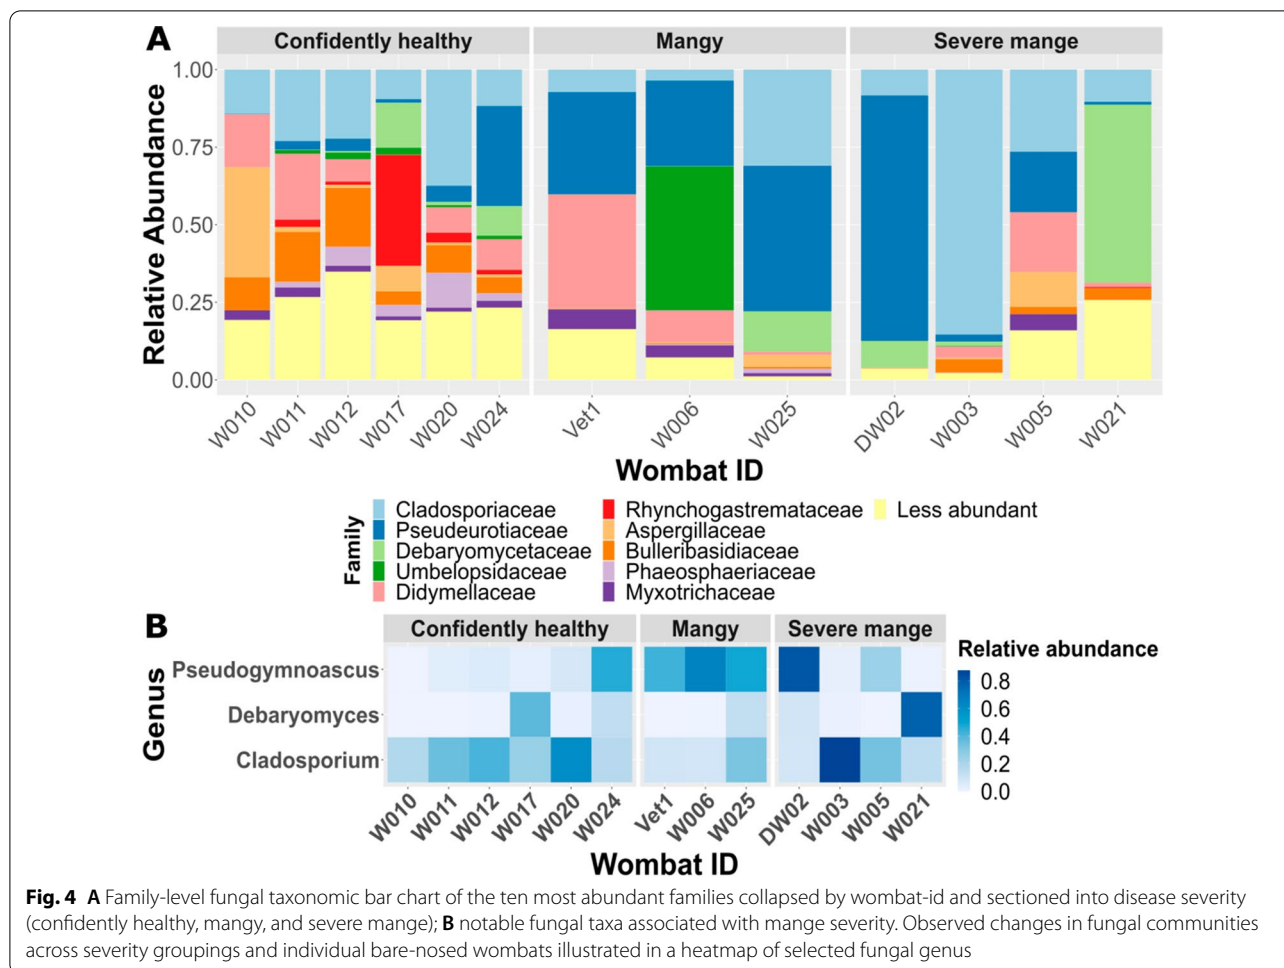 A
Confidently healthy
Mangy
Severe mange
Relative Abundance
1.00
0.75
0.50
0.25
0.00
W010
W011
W012
W017
W020
W024
Vet1
W006
W025
DW02
W003
W005
W021
Wombat ID
Family
Cladosporiaceae
Pseudeurotiaceae
Debaryomycetaceae
Umbelopsidaceae
Didymellaceae
Rhynchogastremataceae
Aspergillaceae
Bulleribasidiaceae
Phaeosphaeriaceae
Myxotrichaceae
Less abundant
B
Confidently healthy
Mangy
Severe mange
Genus
Pseudogymnoascus
Debaryomyces
Cladosporium
W010
W011
W012
W017
W020
W024
Vet1
W006
W025
DW02
W003
W005
W021
Wombat ID
Relative abundance
0.8
0.6
0.4
0.2
0.0
Fig. 4 A Family-level fungal taxonomic bar chart of the ten most abundant families collapsed by wombat-id and sectioned into disease severity
(confidently healthy, mangy, and severe mange); B notable fungal taxa associated with mange severity. Observed changes in fungal communities
across severity groupings and individual bare-nosed wombats illustrated in a heatmap of selected fungal genus